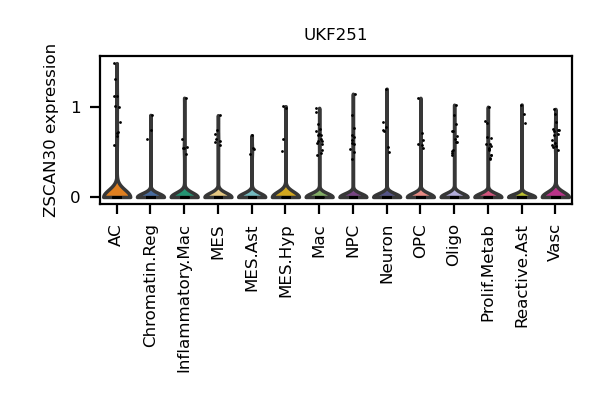 UKF251
ZSCAN30 expression
1
0
AC
Chromatin.Reg
Inflammatory.Mac
MES
MES.Ast
MES.Hyp
Mac
NPC
Neuron
OPC
Oligo
Prolif.Metab
Reactive.Ast
Vasc